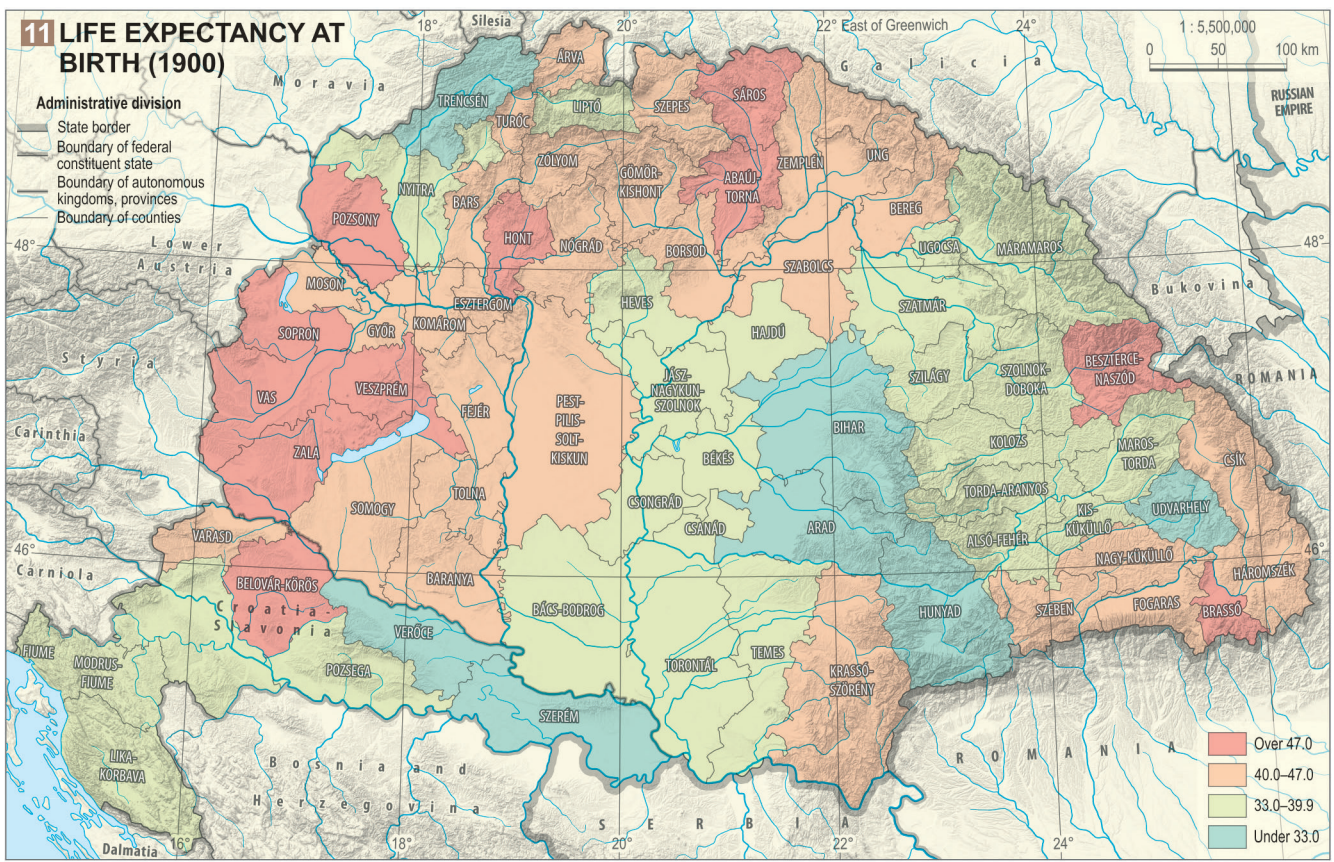 11 LIFE EXPECTANCY AT
BIRTH (1900)
Administrative division
State border
Boundary of federal
constituent state
Boundary of autonomous
kingdoms, provinces
Boundary of counties
18°
Silesia
20°
22°
East of Greenwich
24°
1 : 5,500,000
0 50 100 km
Moravia
Galicia
RUSSIAN
EMPIRE
ÁRVA
TRENCSÉN
LIPTÓ
SZEPES
SÁROS
TURÓC
ZÓLYOM
GÖMÖR-
KISHONT
ABAÚJ-
TORNA
ZEMPLÉN
UNG
NYITRA
BARS
BEREG
POZSONY
HONT
NÓGRÁD
BORSOD
UGOCSA
MÁRAMAROS
48°
48°
Lower
Austria
SZABOLCS
Bukovina
MOSON
ESZTERGOM
HEVES
SZATMÁR
SOPRON
GYŐR
KOMÁROM
HAJDÚ
Styria
BESZTERCE-
NASZÓD
ROMANIA
VAS
VESZPRÉM
FEJÉR
PEST-
PILIS-
SOLT-
KISKUN
JÁSZ-
NAGYKUN-
SZOLNOK
SZILÁGY
SZOLNOK-
DOBOKA
Carinthia
BIHAR
ZALA
BÉKÉS
KOLOZS
MAROS-
TORDA
CSÍK
SOMOGY
TOLNA
CSONGRÁD
TORDA-ARANYOS
UDVARHELY
VARASD
CSANÁD
ARAD
KIS-
KÜKÜLLŐ
ALSÓ-FEHÉR
46°
46°
Carniola
BELOVÁR-KŐRÖS
BARANYA
NAGY-KÜKÜLLŐ
HÁROMSZÉK
Croatia-
Slavonia
BÁCS-BODROG
HUNYAD
SZEBEN
FOGARAS
BRASSÓ
VERŐCE
FIUME
MODRUS-
FIUME
POZSEGA
TORONTÁL
TEMES
KRASSÓ-
SZÖRÉNY
SZERÉM
LIKA-
KORBAVA
Bosnia and
Herzegovina
ROMANIA
SERBIA
Dalmatia
16°
18°
20°
22°
24°
Over 47.0
40.0–47.0
33.0–39.9
Under 33.0